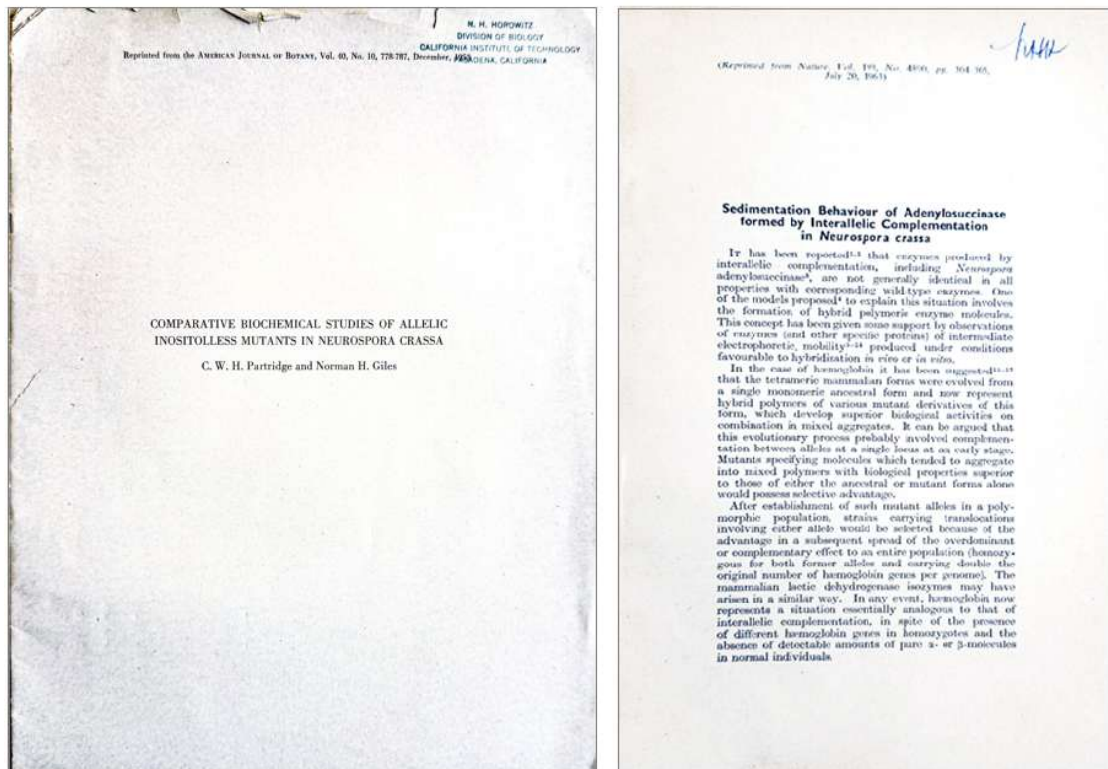 N. H. HOROWITZ
DIVISION OF BIOLOGY
CALIFORNIA INSTITUTE OF TECHNOLOGY
PASADENA, CALIFORNIA
Reprinted from the AMERICAN JOURNAL OF BOTANY, Vol. 40, No. 10, 778-787, December,
COMPARATIVE BIOCHEMICAL STUDIES OF ALLELIC
INOSITOLLESS MUTANTS IN NEUROSPORA CRASSA
C. W. H. Partridge and Norman H. Giles
(Reprinted from Nature, Vol. 199, No. 4890, pp. 304-305,
July 20, 1963)
Sedimentation Behaviour of Adenylosuccinase
formed by Interallelic Complementation
in Neurospora crassa
IT has been reported that enzymes produced by
interallelic complementation, including Neurospora
adenylosuccinase, are not generally identical in all
properties with corresponding wild-type enzymes. One
of the models proposed to explain this situation involves
the formation of hybrid polymeric enzyme molecules.
This concept has been given some support by observations
of enzymes (and other specific proteins) of intermediate
electrophoretic, mobility produced under conditions
favourable to hybridization in vivo or in vitro.
In the case of hæmoglobin it has been suggested
that the tetrameric mammalian forms were evolved from
a single monomeric ancestral form and now represent
hybrid polymers of various mutant derivatives of this
form, which develop superior biological activities on
combination in mixed aggregates. It can be argued that
this evolutionary process probably involved complemen-
tation between alleles at a single locus at an early stage.
Mutants specifying molecules which tended to aggregate
into mixed polymers with biological properties superior
to those of either the ancestral or mutant forms alone
would possess selective advantage.
After establishment of such mutant alleles in a poly-
morphic population, strains carrying translocations
involving either allele would be selected because of the
advantage in a subsequent spread of the overdominant
or complementary effect to an entire population (homozy-
gous for both former alleles and carrying double the
original number of hæmoglobin genes per genome). The
mammalian lactic dehydrogenase isozymes may have
arisen in a similar way. In any event, hæmoglobin now
represents a situation essentially analogous to that of
interallelic complementation, in spite of the presence
of different hæmoglobin genes in homozygotes and the
absence of detectable amounts of pure α- or β-molecules
in normal individuals.